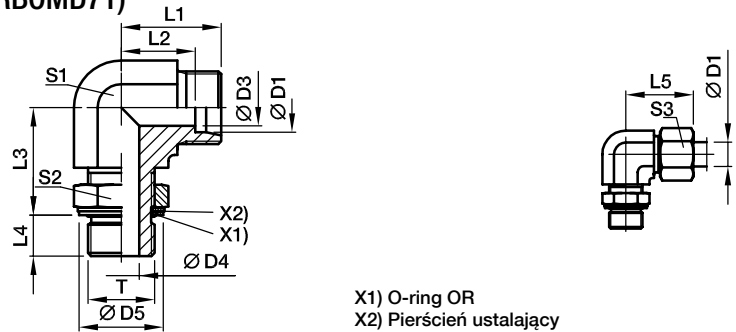 ABOMD71)
L1
L2
S1
Ø D3
Ø D1
L3
S2
X2)
X1)
L4
Ø D4
T
Ø D5
L5
Ø D1
S3
X1) O-ring OR
X2) Pierścień ustalający